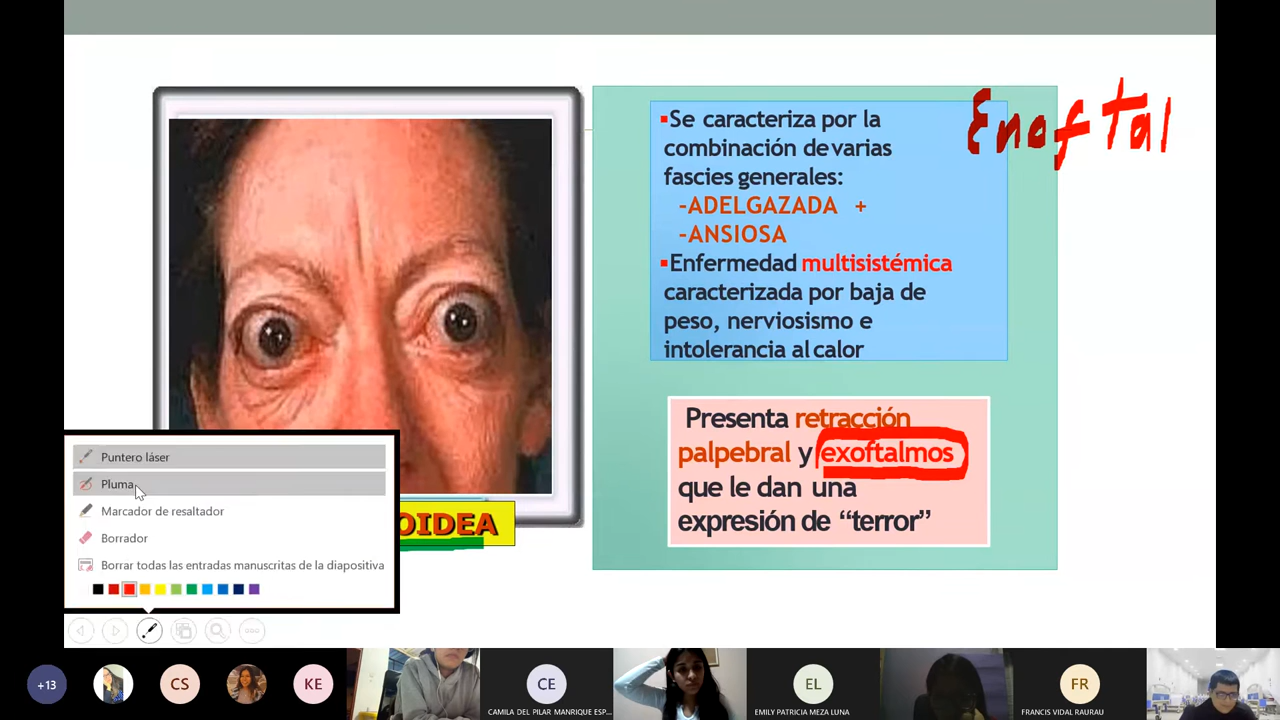 Enoftal
▪Se caracteriza por la
combinación de varias
fascies generales:
-ADELGAZADA +
-ANSIOSA
▪Enfermedad multisistémica
caracterizada por baja de
peso, nerviosismo e
intolerancia al calor
Presenta retracción
palpebral y exoftalmos
que le dan una
expresión de “terror”
OIDEA
Puntero láser
Pluma
Marcador de resaltador
Borrador
Borrar todas las entradas manuscritas de la diapositiva
+13
CS
KE
CE
CAMILA DEL PILAR MANRIQUE ESP...
EL
EMILY PATRICIA MEZA LUNA
FR
FRANCIS VIDAL RAURAU